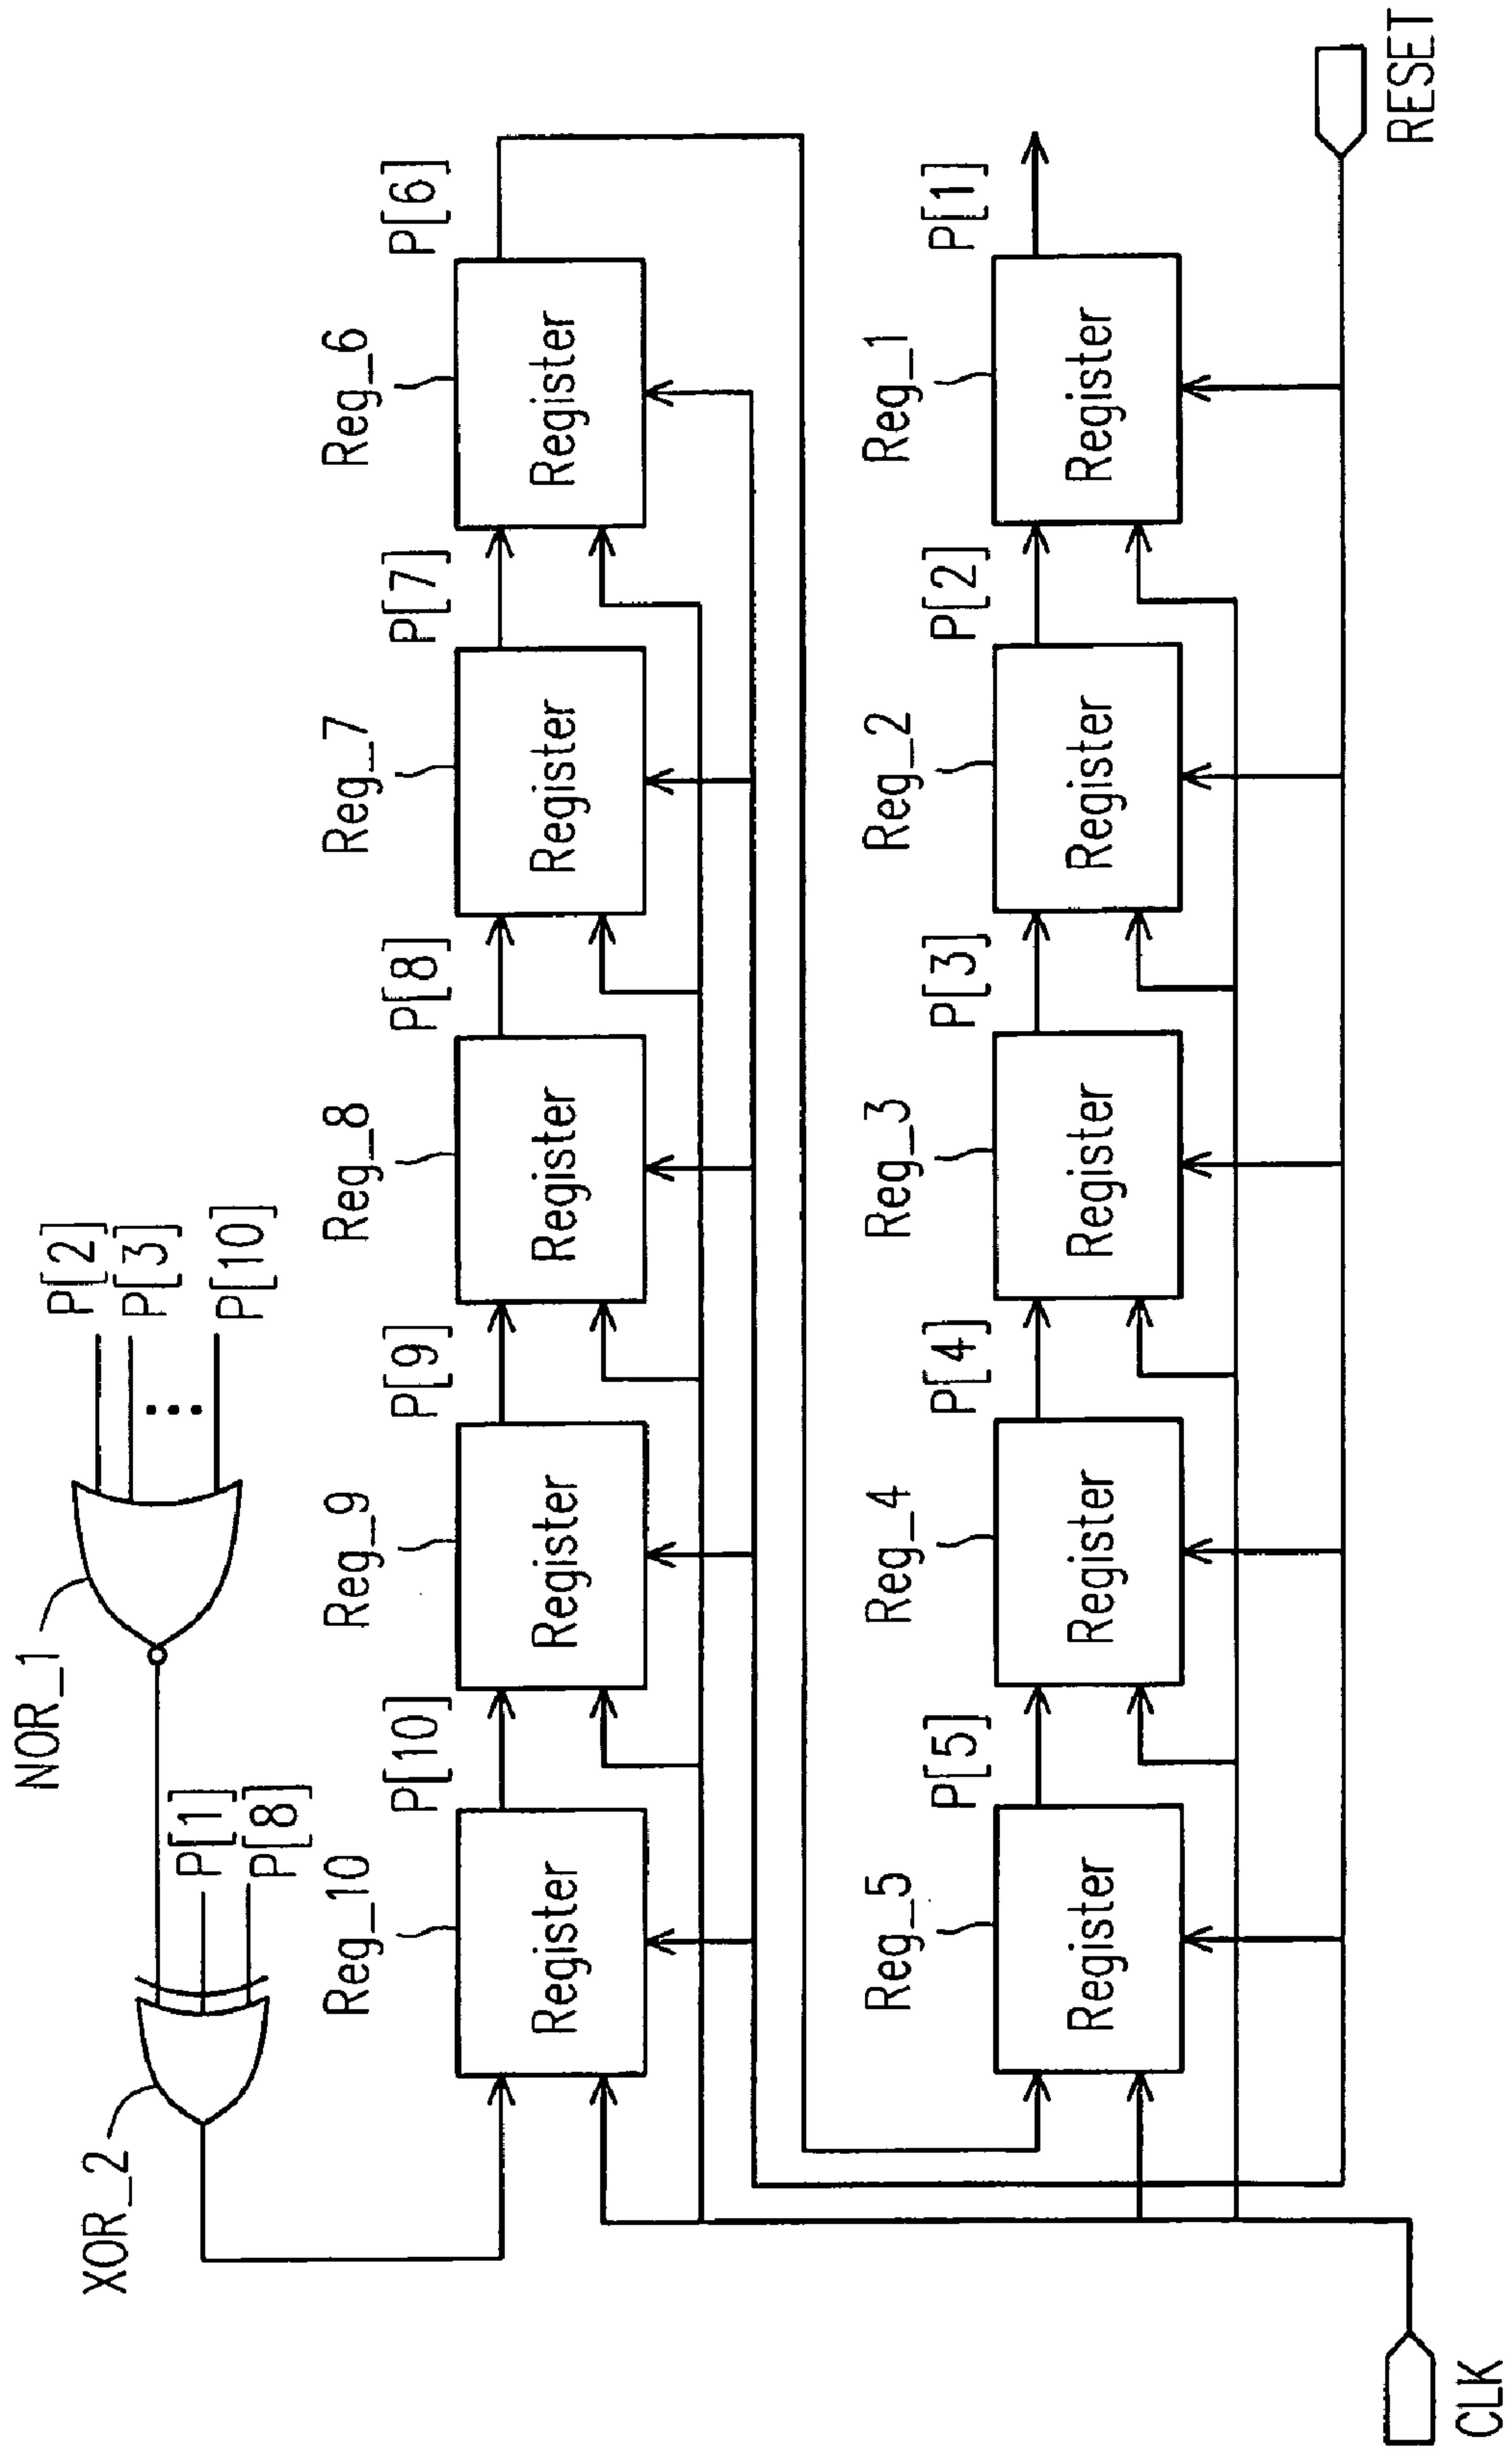 NOR_1
P[2]
P[3]
P[10]
XOR_2
P[1]
P[8]
Reg_10
Register
P[10]
Reg_9
Register
P[9]
Reg_8
Register
P[8]
Reg_7
Register
P[7]
Reg_6
Register
P[6]
Reg_5
Register
P[5]
Reg_4
Register
P[4]
Reg_3
Register
P[3]
Reg_2
Register
P[2]
Reg_1
Register
P[1]
CLK
RESET